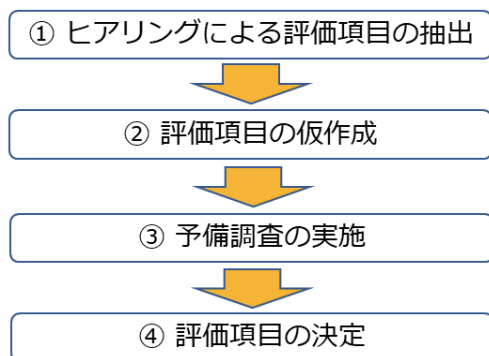 ① ヒアリングによる評価項目の抽出
② 評価項目の仮作成
③ 予備調査の実施
④ 評価項目の決定